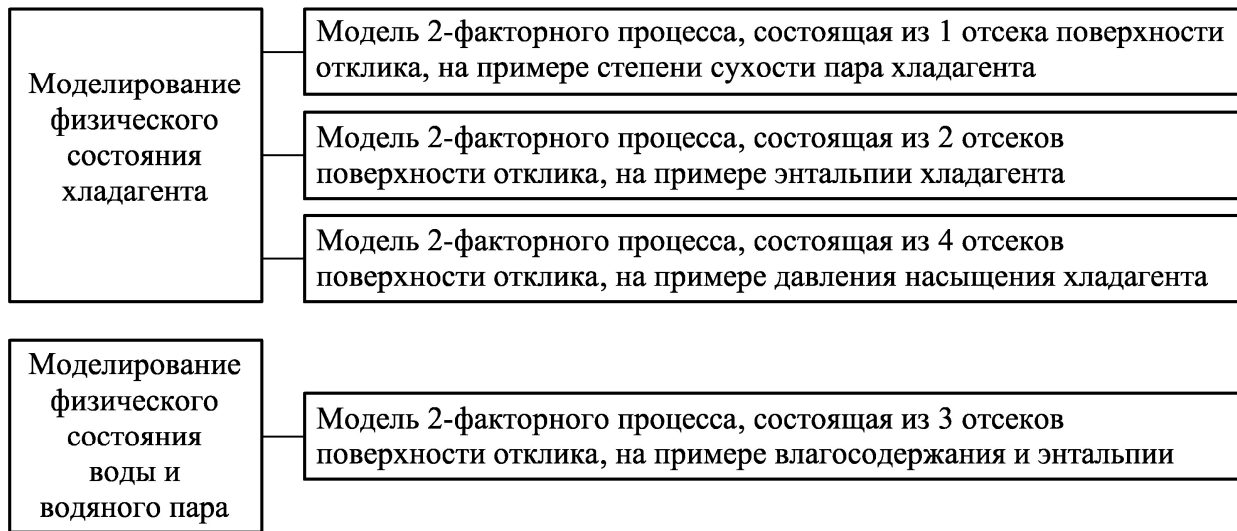 Моделирование
физического
состояния
хладагента
Модель 2-факторного процесса, состоящая из 1 отсека поверхности
отклика, на примере степени сухости пара хладагента
Модель 2-факторного процесса, состоящая из 2 отсеков
поверхности отклика, на примере энтальпии хладагента
Модель 2-факторного процесса, состоящая из 4 отсеков
поверхности отклика, на примере давления насыщения хладагента
Моделирование
физического
состояния
воды и
водяного пара
Модель 2-факторного процесса, состоящая из 3 отсеков
поверхности отклика, на примере влагосодержания и энтальпии